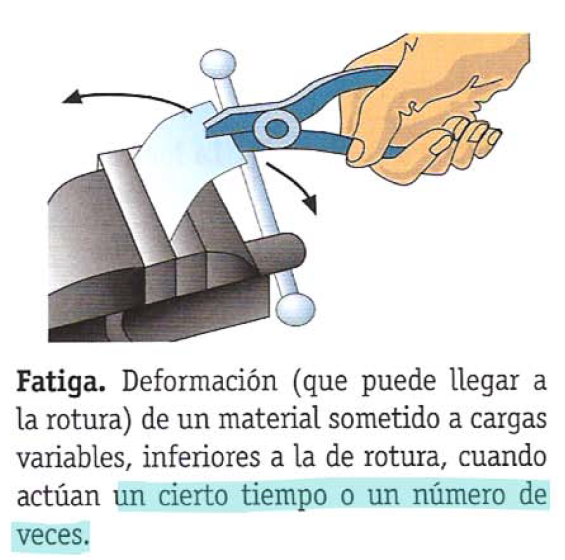 Fatiga. Deformación (que puede llegar a
la rotura) de un material sometido a cargas
variables, inferiores a la de rotura, cuando
actúan un cierto tiempo o un número de
veces.